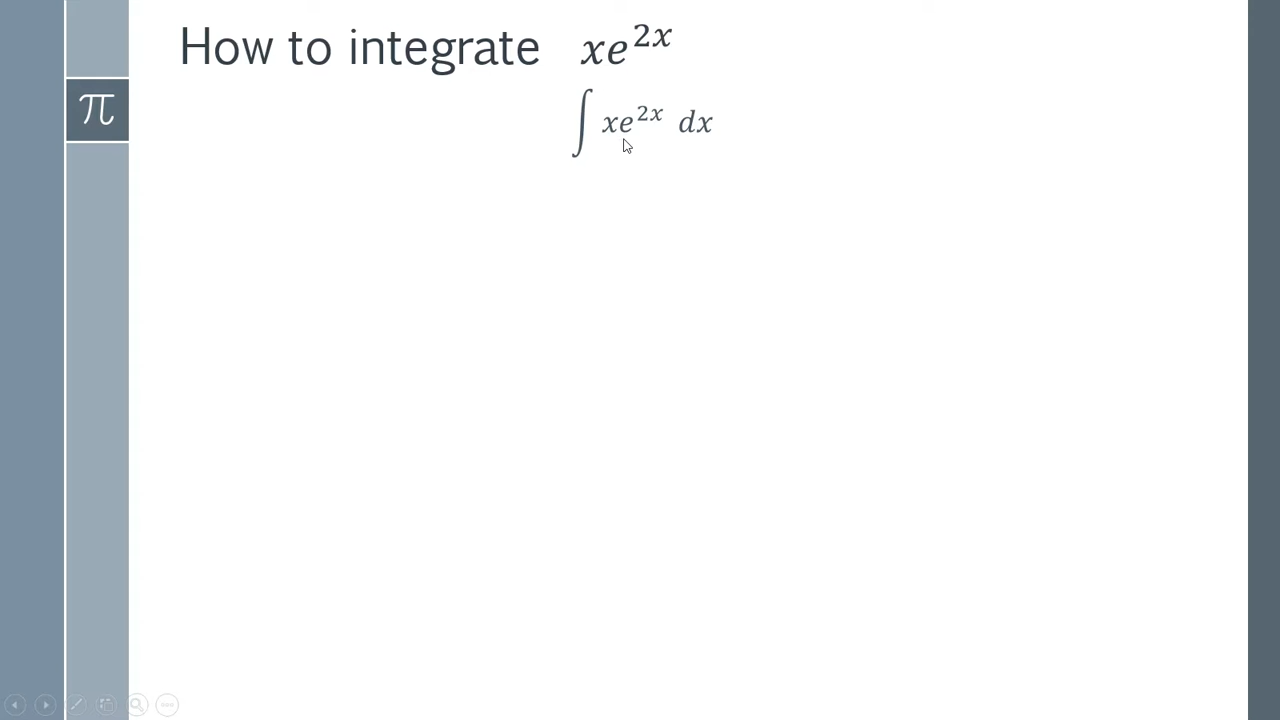 How to integrate xe^{2x}
π
∫ xe^{2x} dx